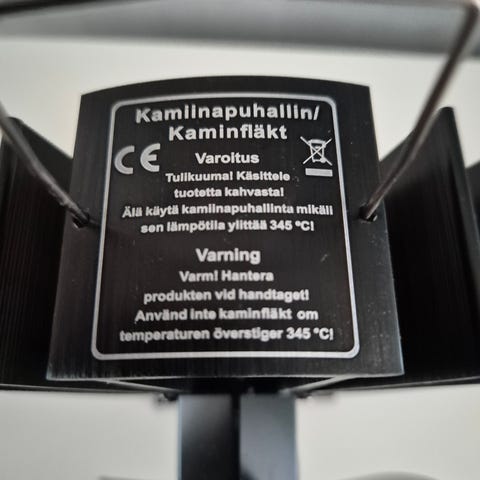 Kamiinapuhallin/
Kaminfläkt
CE
Varoitus
Tulikuuma! Käsittele
tuotetta kahvasta!
Älä käytä kamiinapuhallinta mikäli
sen lämpötila ylittää 345 °C!
Varning
Varm! Hantera
produkten vid handtaget!
Använd inte kaminfläkt om
temperaturen överstiger 345 °C!